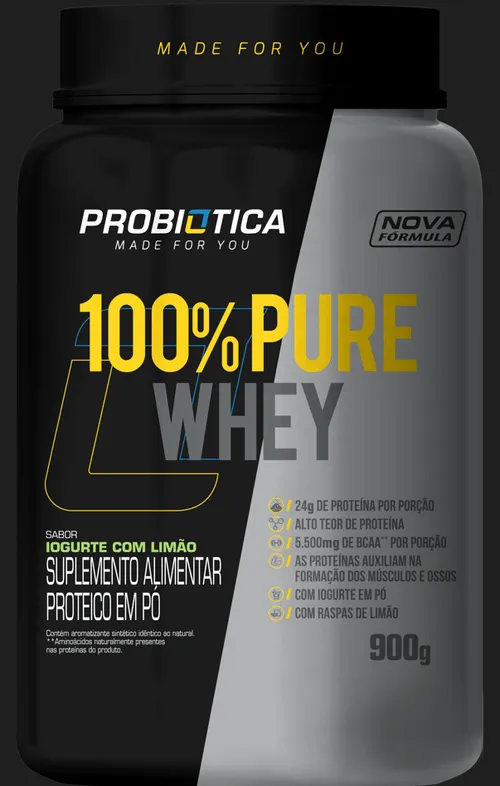 MADE FOR YOU
PROBIOTICA
MADE FOR YOU
NOVA
FÓRMULA
100% PURE
WHEY
24g DE PROTEÍNA POR PORÇÃO
ALTO TEOR DE PROTEÍNA
5.500mg DE BCAA** POR PORÇÃO
AS PROTEÍNAS AUXILIAM NA
FORMAÇÃO DOS MÚSCULOS E OSSOS
COM IOGURTE EM PÓ
COM RASPAS DE LIMÃO
SABOR
IOGURTE COM LIMÃO
SUPLEMENTO ALIMENTAR
PROTEICO EM PÓ
Contém aromatizante sintético idêntico ao natural.
**Aminoácidos naturalmente presentes
nas proteínas do produto.
900g